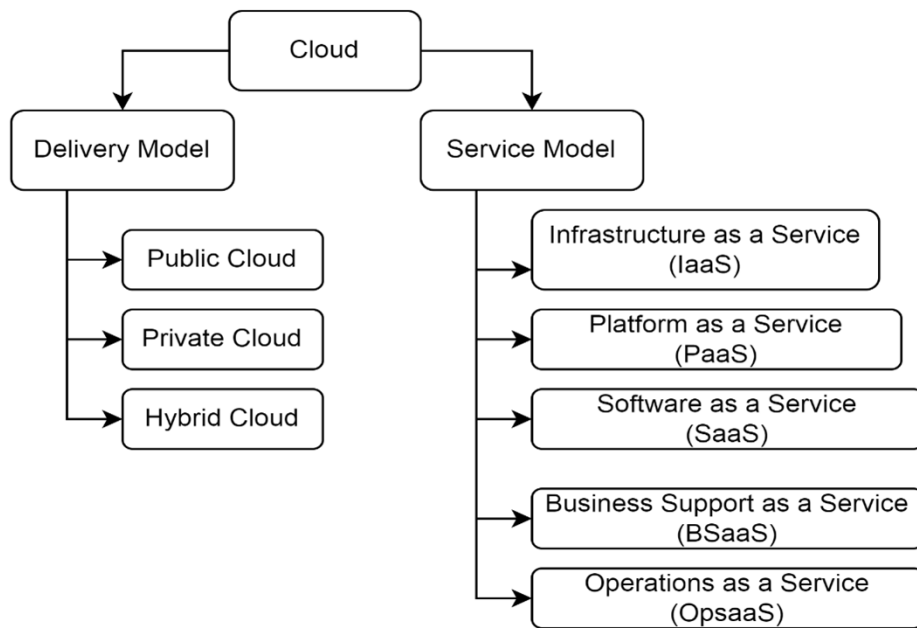 Cloud
Delivery Model
Service Model
Public Cloud
Private Cloud
Hybrid Cloud
Infrastructure as a Service
(IaaS)
Platform as a Service
(PaaS)
Software as a Service
(SaaS)
Business Support as a Service
(BSaaS)
Operations as a Service
(OpsaaS)